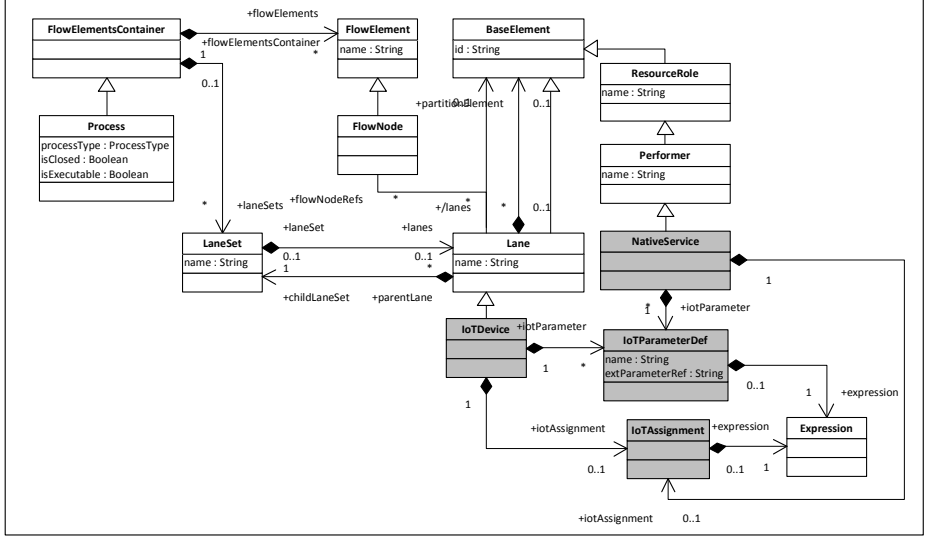 +flowElements
FlowElementsContainer
FlowElement
BaseElement
name : String
id : String
+flowElementsContainer
1
*
0..1
ResourceRole
name : String
+partitionElement
0..1
0..1
Process
processType : ProcessType
isClosed : Boolean
isExecutable : Boolean
FlowNode
Performer
name : String
*
+laneSets
+flowNodeRefs
*
*
+/lanes
*
0..1
LaneSet
name : String
+laneSet
0..1
1
+lanes
0..1
*
Lane
name : String
NativeService
1
+childLaneSet
+parentLane
*
1
+iotParameter
IoTDevice
+iotParameter
1
*
IoTParameterDef
name : String
extParameterRef : String
0..1
1
+expression
1
+iotAssignment
0..1
IoTAssignment
+expression
0..1
1
Expression
+iotAssignment
0..1